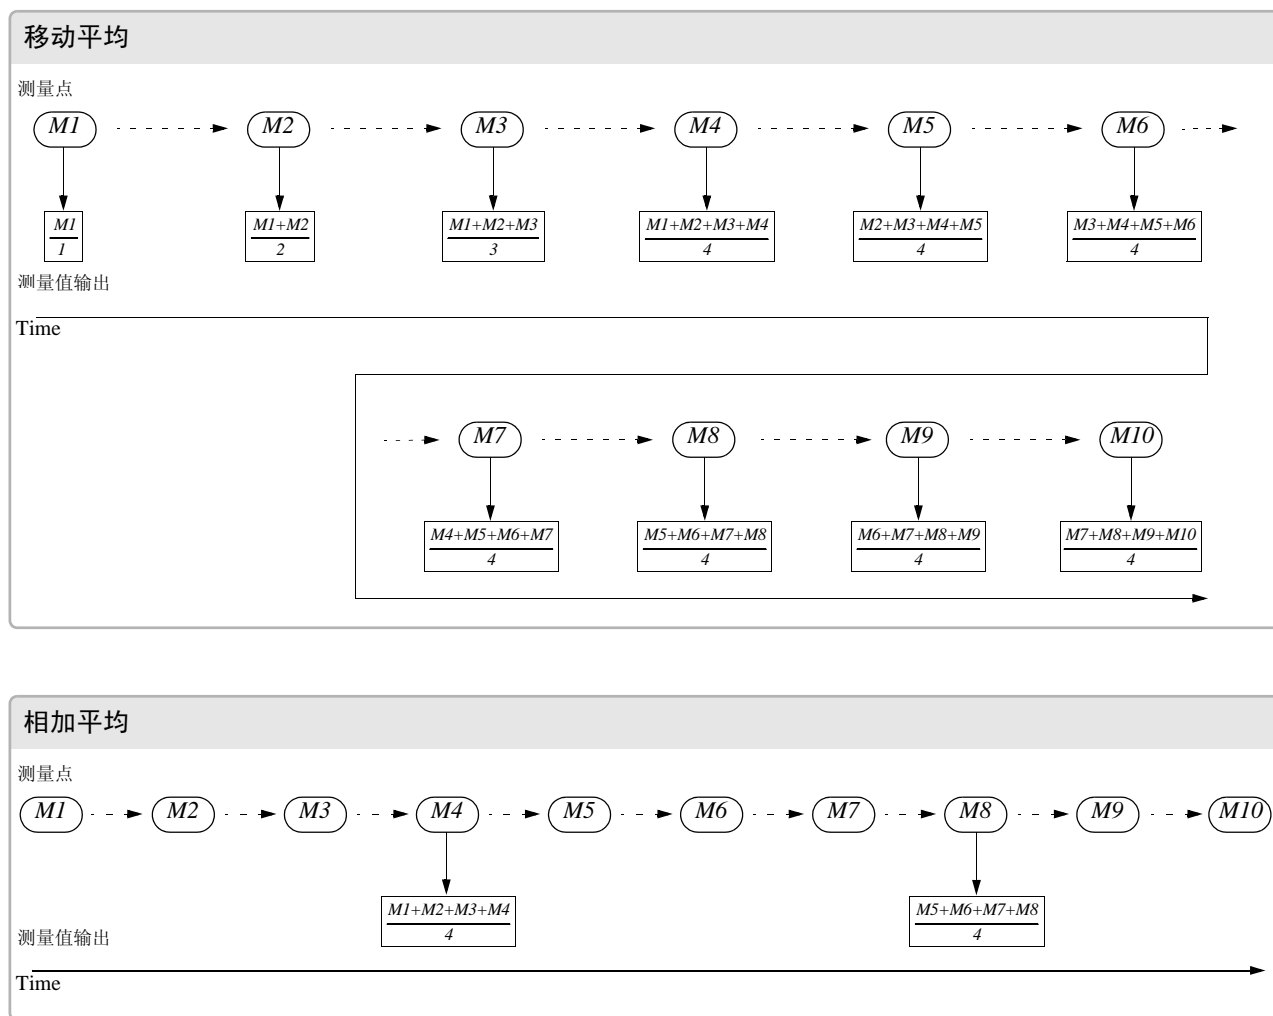 移动平均
测量点
M1 M2 M3 M4 M5 M6
M1 M1+M2 M1+M2+M3 M1+M2+M3+M4 M2+M3+M4+M5 M3+M4+M5+M6
1 2 3 4 4 4
测量值输出
Time
M7 M8 M9 M10
M4+M5+M6+M7 M5+M6+M7+M8 M6+M7+M8+M9 M7+M8+M9+M10
4 4 4 4
相加平均
测量点
M1 M2 M3 M4 M5 M6 M7 M8 M9 M10
M1+M2+M3+M4 M5+M6+M7+M8
4 4
测量值输出
Time